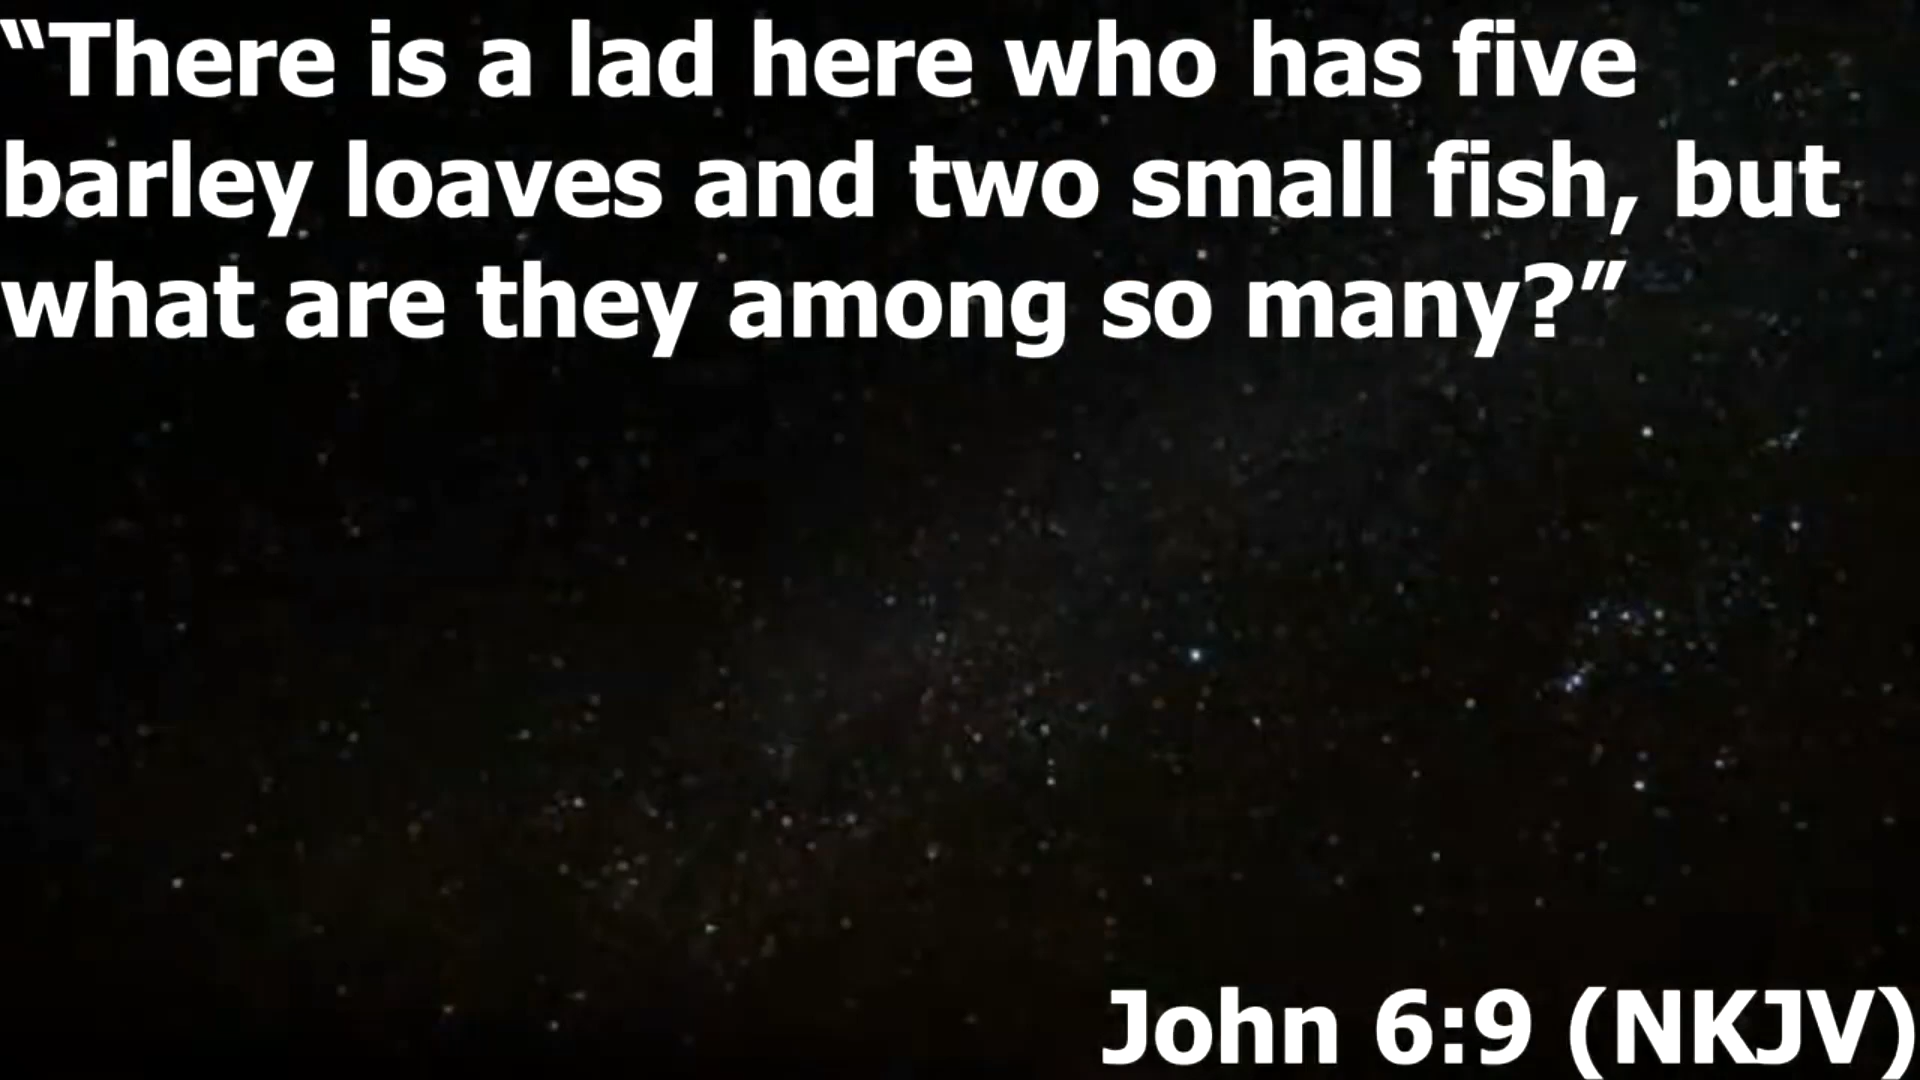 “There is a lad here who has five
barley loaves and two small fish, but
what are they among so many?”
John 6:9 (NKJV)